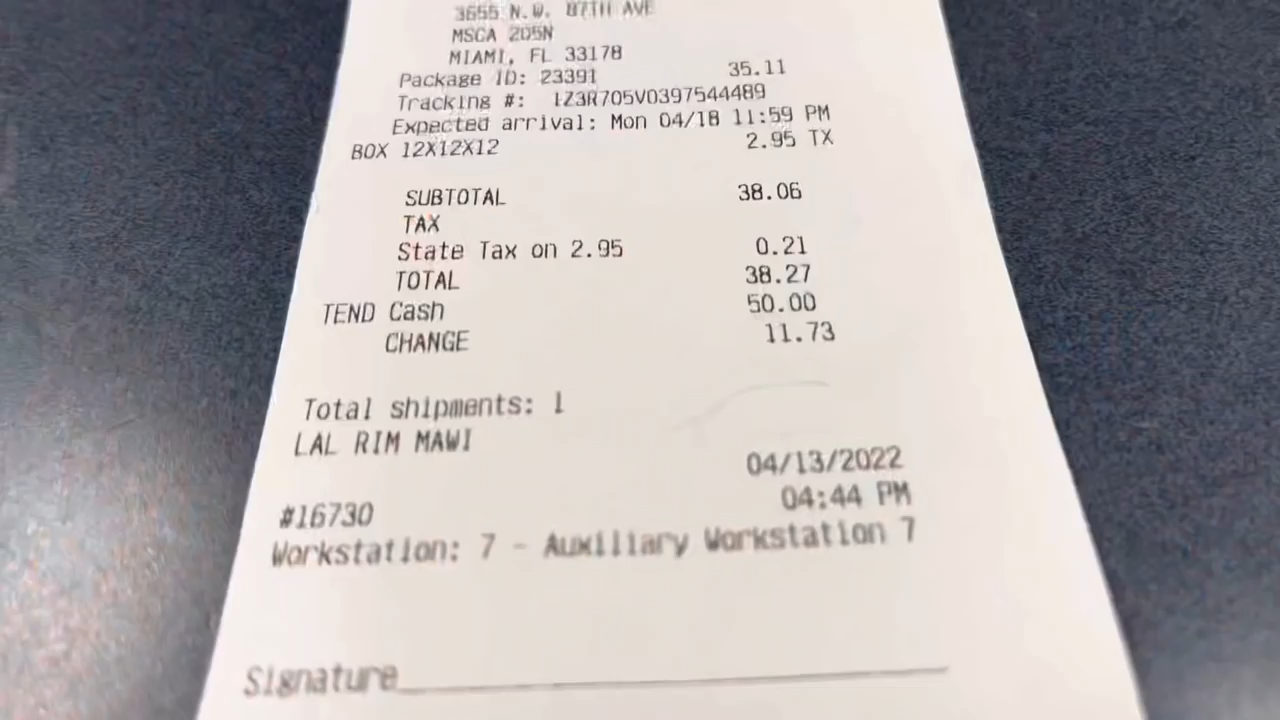 3655 N.W. 87TH AVE
MSCA 205N
MIAMI, FL 33178
Package ID: 23391 35.11
Tracking #: 1Z3R705V0397544489
Expected arrival: Mon 04/18 11:59 PM
BOX 12X12X12 2.95 TX
SUBTOTAL 38.06
TAX
State Tax on 2.95 0.21
TOTAL 38.27
TEND Cash 50.00
CHANGE 11.73
Total shipments: 1
LAL RIM MAWI
04/13/2022
#16730 04:44 PM
Workstation: 7 - Auxiliary Workstation 7
Signature